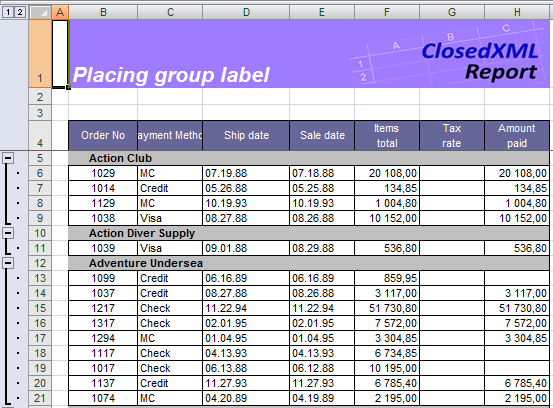 1 2 A B C D E F G H
A B C
1 2
ClosedXML
Report
1 Placing group label
2
3
4 Order No ayment Metho Ship date Sale date Items total Tax rate Amount paid
5 Action Club
6 1029 MC 07.19.88 07.18.88 20 108,00 20 108,00
7 1014 Credit 05.26.88 05.25.88 134,85 134,85
8 1129 MC 10.19.93 10.19.93 1 004,80 1 004,80
9 1038 Visa 08.27.88 08.26.88 10 152,00 10 152,00
10 Action Diver Supply
11 1039 Visa 09.01.88 08.29.88 536,80 536,80
12 Adventure Undersea
13 1099 Credit 06.16.89 06.16.89 859,95
14 1037 Credit 08.27.88 08.26.88 3 117,00 3 117,00
15 1217 Check 11.22.94 11.22.94 51 730,80 51 730,80
16 1317 Check 02.01.95 02.01.95 7 572,00 7 572,00
17 1294 MC 01.04.95 01.04.95 3 304,85 3 304,85
18 1117 Check 04.13.93 04.13.93 6 734,85
19 1017 Check 06.13.88 06.12.88 10 195,00
20 1137 Credit 11.27.93 11.27.93 6 785,40 6 785,40
21 1074 MC 04.20.89 04.19.89 2 195,00 2 195,00